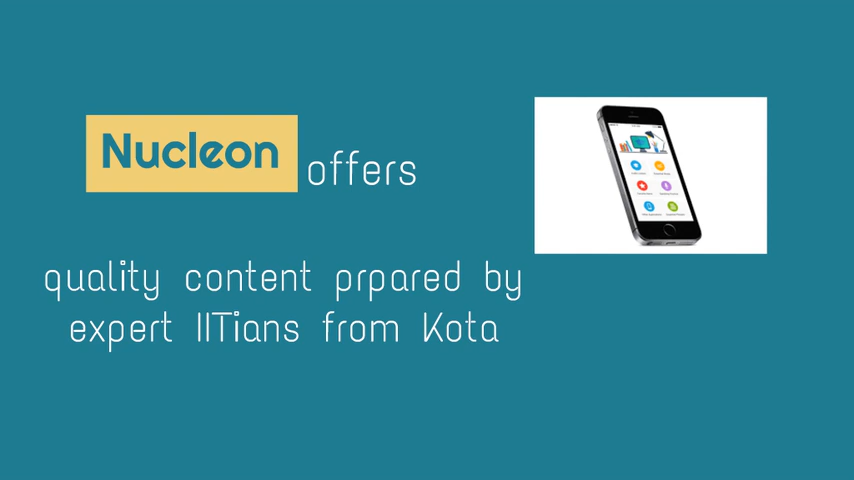 Nucleon offers
quality content prpared by
expert IITians from Kota